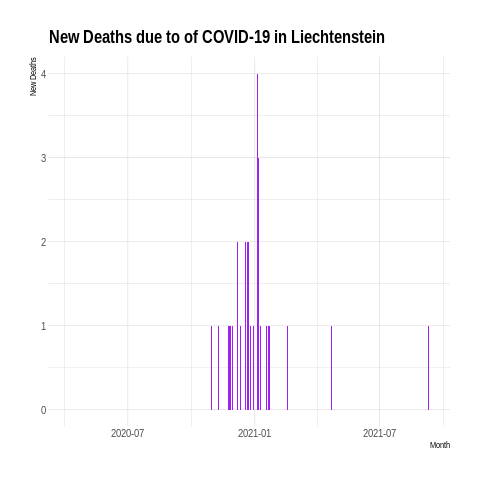 New Deaths due to of COVID-19 in Liechtenstein
New Deaths
4
3
2
1
0
2020-07
2021-01
2021-07
Month